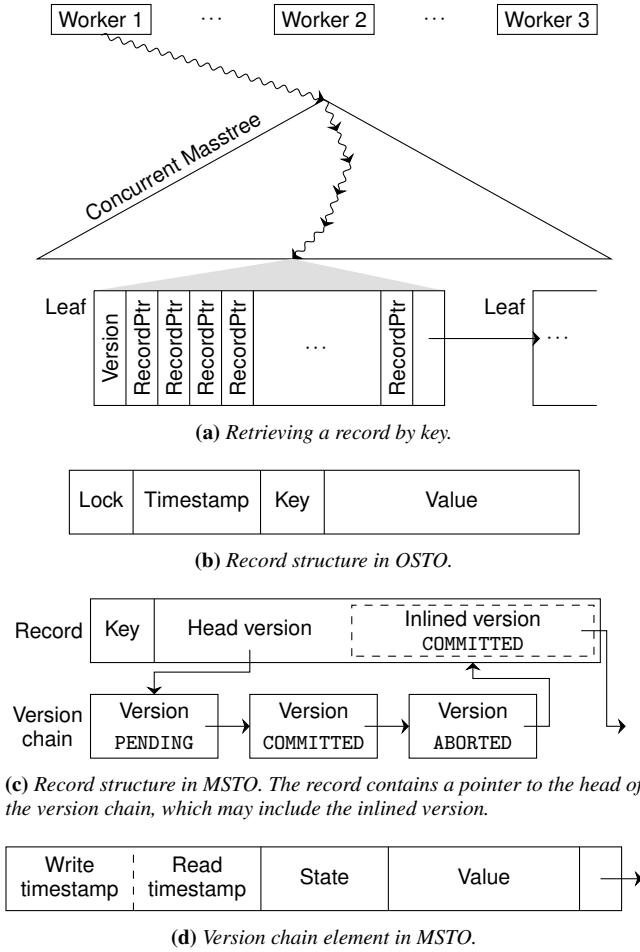 Worker 1 ... Worker 2 ... Worker 3
Concurrent Masstree
Leaf Version RecordPtr RecordPtr RecordPtr RecordPtr ... RecordPtr Leaf ...
(a) Retrieving a record by key.
Lock Timestamp Key Value
(b) Record structure in OSTO.
Record Key Head version Inlined version
COMMITTED
Version Version Version Version
chain PENDING COMMITTED ABORTED
(c) Record structure in MSTO. The record contains a pointer to the head of
the version chain, which may include the inlined version.
Write Read State Value
timestamp timestamp
(d) Version chain element in MSTO.